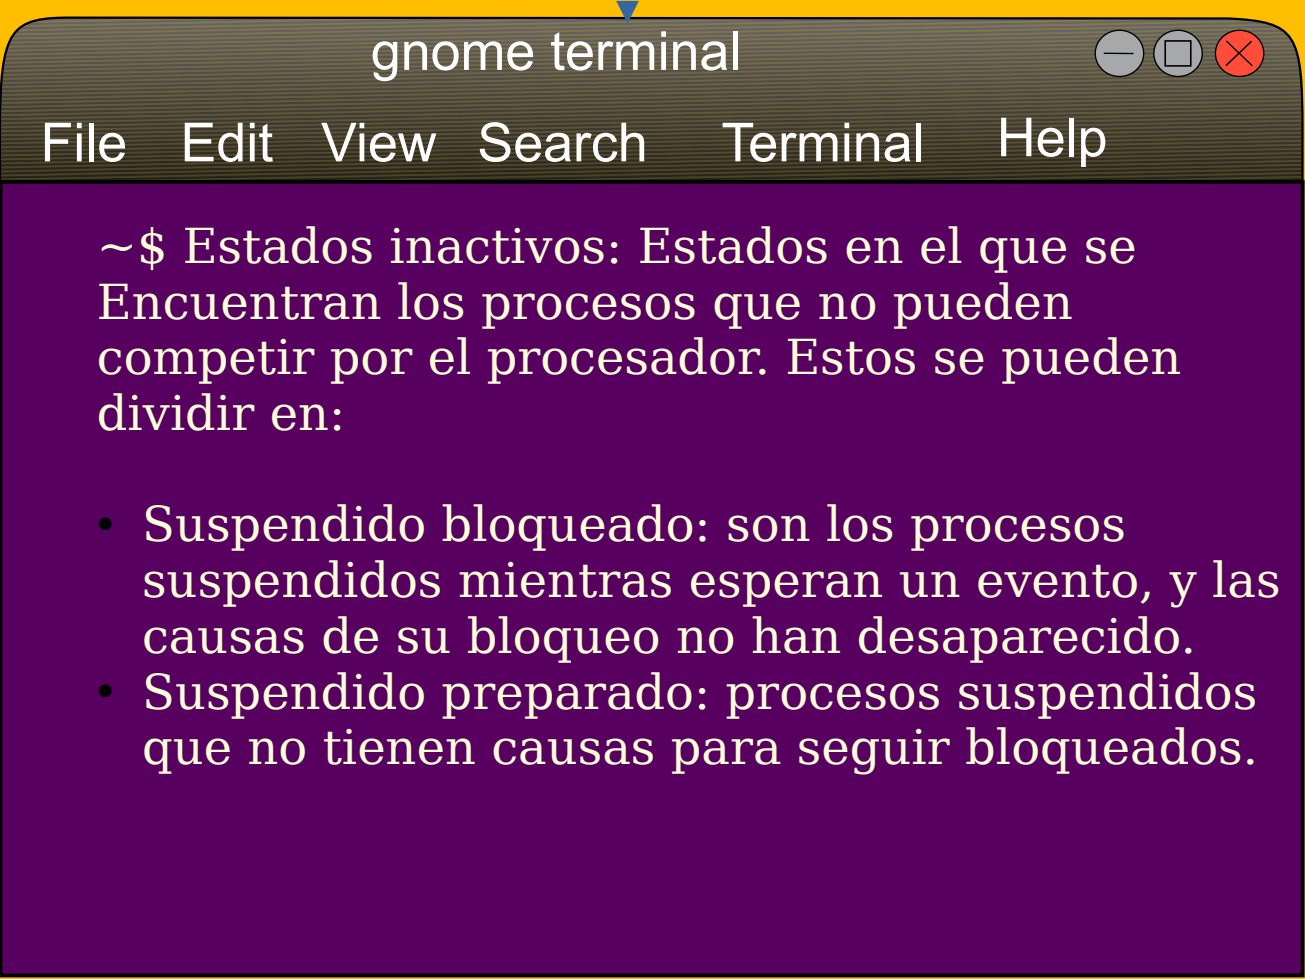 gnome terminal
File Edit View Search Terminal Help
~$ Estados inactivos: Estados en el que se
Encuentran los procesos que no pueden
competir por el procesador. Estos se pueden
dividir en:
• Suspendido bloqueado: son los procesos
suspendidos mientras esperan un evento, y las
causas de su bloqueo no han desaparecido.
• Suspendido preparado: procesos suspendidos
que no tienen causas para seguir bloqueados.